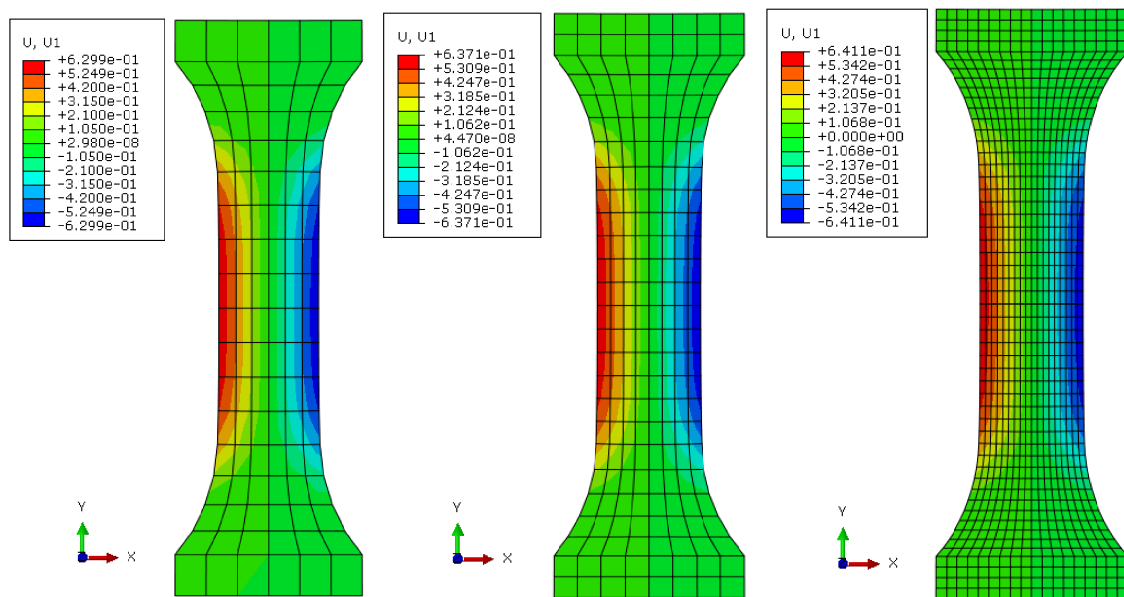 U, U1
+6.299e-01
+5.249e-01
+4.200e-01
+3.150e-01
+2.100e-01
+1.050e-01
+2.980e-08
-1.050e-01
-2.100e-01
-3.150e-01
-4.200e-01
-5.249e-01
-6.299e-01
Y
X
U, U1
+6.371e-01
+5.309e-01
+4.247e-01
+3.185e-01
+2.124e-01
+1.062e-01
+4.470e-08
-1.062e-01
-2.124e-01
-3.185e-01
-4.247e-01
-5.309e-01
-6.371e-01
Y
X
U, U1
+6.411e-01
+5.342e-01
+4.274e-01
+3.205e-01
+2.137e-01
+1.068e-01
+0.000e+00
-1.068e-01
-2.137e-01
-3.205e-01
-4.274e-01
-5.342e-01
-6.411e-01
Y
X